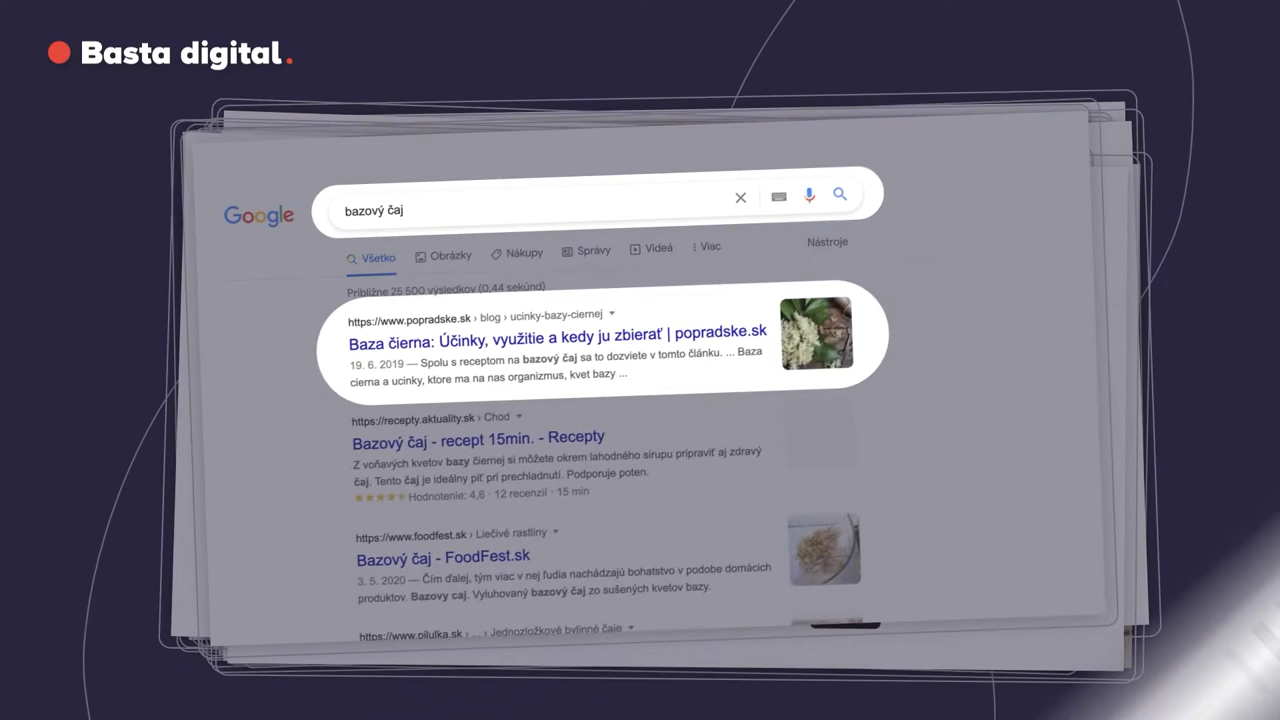 Basta digital.
Google
bazový čaj
Všetko
Obrázky
Nákupy
Správy
Videá
Viac
Nástroje
Približne 25 500 výsledkov (0,44 sekúnd)
https://www.popradske.sk › blog › ucinky-bazy-ciernej
Baza čierna: Účinky, využitie a kedy ju zbierať | popradske.sk
19. 6. 2019 — Spolu s receptom na bazový čaj sa to dozviete v tomto článku. ... Baza
cierna a ucinky, ktore ma na nas organizmus, kvet bazy ...
https://recepty.aktuality.sk › Chod
Bazový čaj - recept 15min. - Recepty
Z voňavých kvetov bazy čiernej si môžete okrem lahodného sirupu pripraviť aj zdravý
čaj. Tento čaj je ideálny piť pri prechladnutí. Podporuje poten.
Hodnotenie: 4,6 · 12 recenzií · 15 min
https://www.foodfest.sk › Liečivé rastliny
Bazový čaj - FoodFest.sk
3. 5. 2020 — Čím ďalej, tým viac v nej ľudia nachádzajú bohatstvo v podobe domácich
produktov. Bazovy caj. Vyluhovaný bazový čaj zo sušených kvetov bazy.
https://www.pilulka.sk › ... › Jednozložkové bylinné čaje